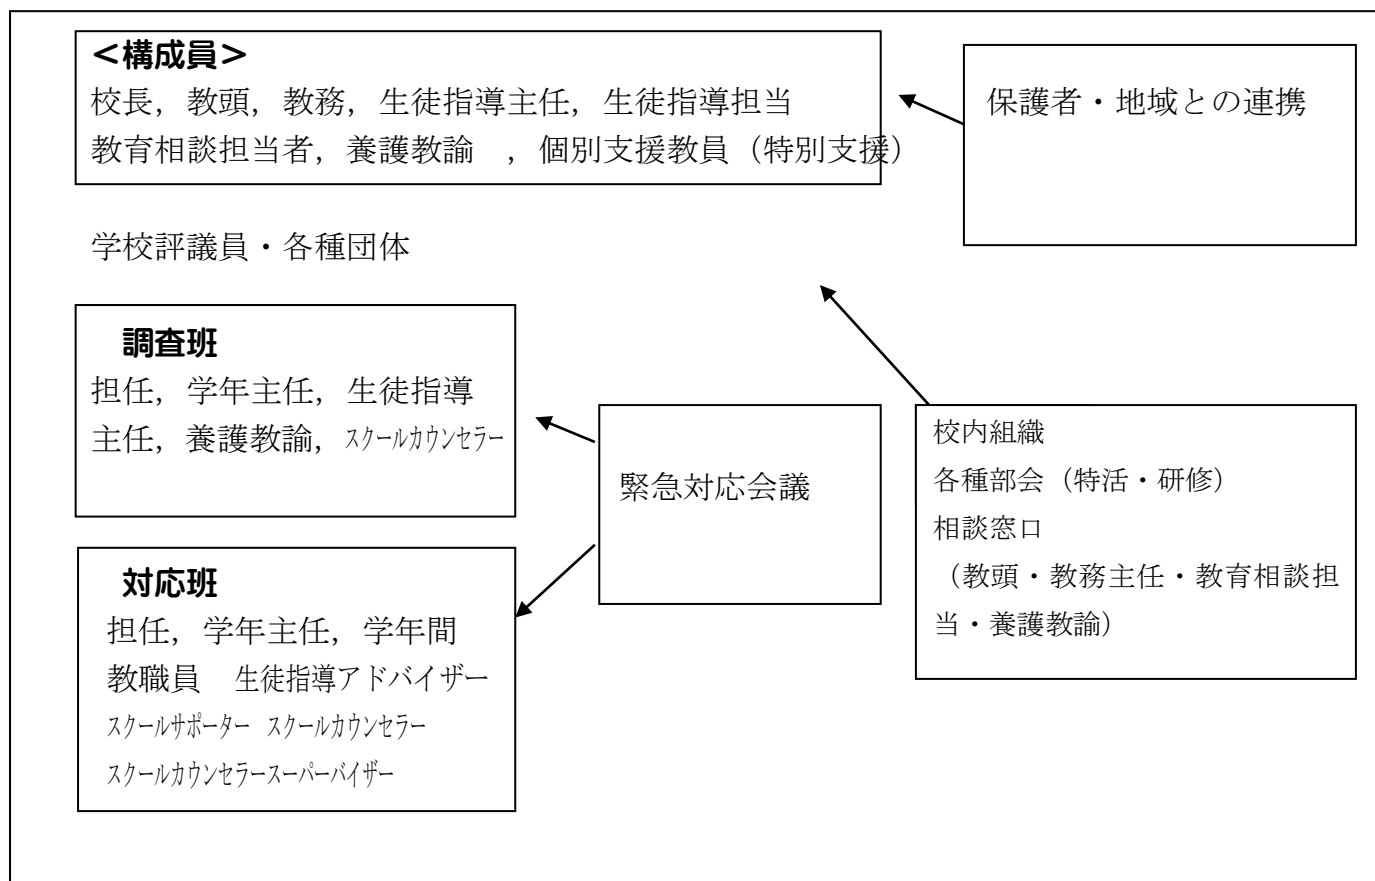 ＜構成員＞
校長，教頭，教務，生徒指導主任，生徒指導担当
教育相談担当者，養護教諭　，個別支援教員（特別支援）
保護者・地域との連携
学校評議員・各種団体
調査班
担任，学年主任，生徒指導
主任，養護教諭，スクールカウンセラー
緊急対応会議
校内組織
各種部会（特活・研修）
相談窓口
（教頭・教務主任・教育相談担
当・養護教諭）
対応班
担任，学年主任，学年間
教職員　生徒指導アドバイザー
スクールサポーター　スクールカウンセラー
スクールカウンセラースーパーバイザー